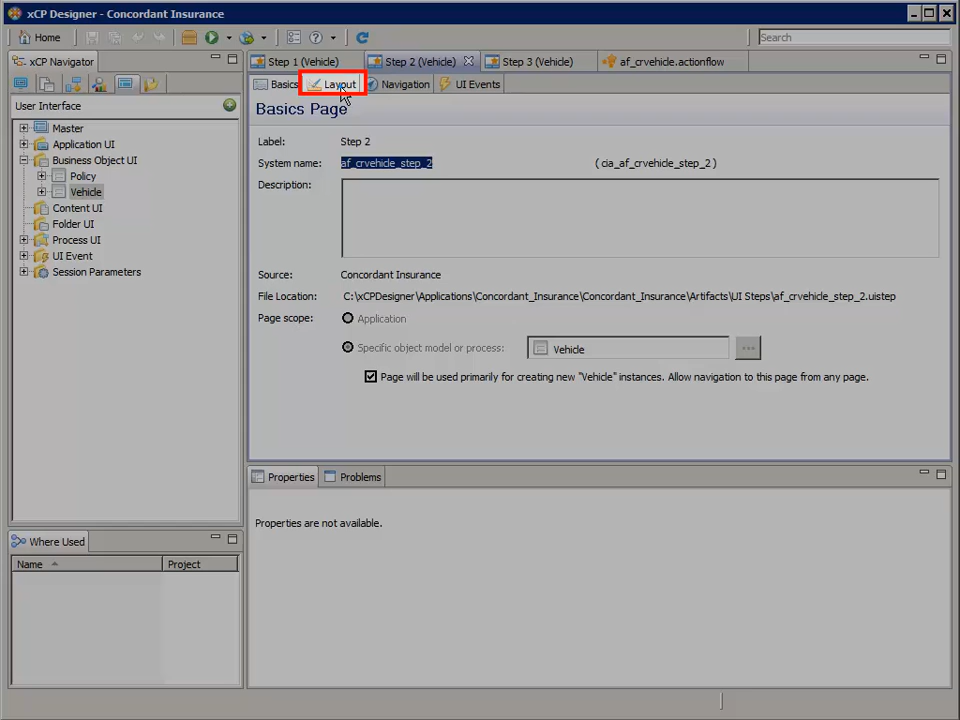 xCP Designer - Concordant Insurance
Home
Search
xCP Navigator
User Interface
Master
Application UI
Business Object UI
Policy
Vehicle
Content UI
Folder UI
Process UI
UI Event
Session Parameters
Where Used
Name
Project
Step 1 (Vehicle)
Step 2 (Vehicle)
Step 3 (Vehicle)
af_crvehicle.actionflow
Basics
Layout
Navigation
UI Events
Basics Page
Label: Step 2
System name: af_crvehicle_step_2 ( cia_af_crvehicle_step_2 )
Description:
Source: Concordant Insurance
File Location: C:\xCPDesigner\Applications\Concordant_Insurance\Concordant_Insurance\Artifacts\UI Steps\af_crvehicle_step_2.uistep
Page scope: Application
Specific object model or process: Vehicle ...
Page will be used primarily for creating new "Vehicle" instances. Allow navigation to this page from any page.
Properties
Problems
Properties are not available.